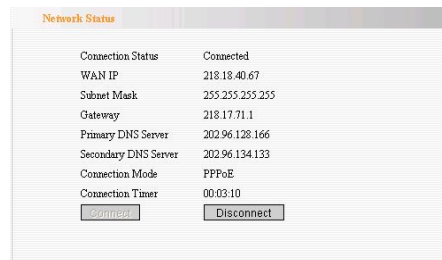 Network Status
Connection Status Connected
WAN IP 218.18.40.67
Subnet Mask 255.255.255.255
Gateway 218.17.71.1
Primary DNS Server 202.96.128.166
Secondary DNS Server 202.96.134.133
Connection Mode PPPoE
Connection Timer 00:03:10
Connect Disconnect